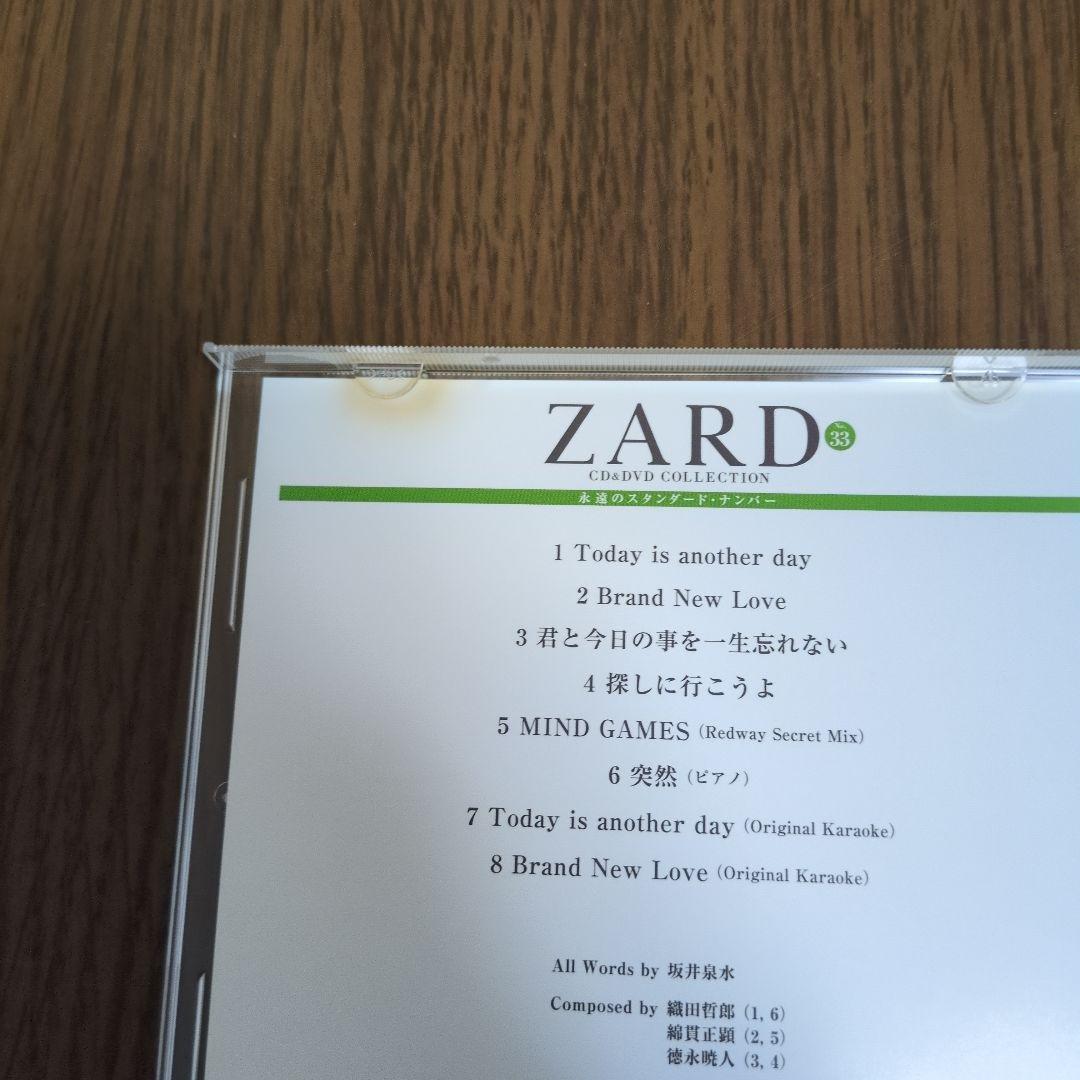 ZARD No. 33
CD&DVD COLLECTION
永遠のスタンダード・ナンバー
1 Today is another day
2 Brand New Love
3 君と今日の事を一生忘れない
4 探しに行こうよ
5 MIND GAMES (Redway Secret Mix)
6 突然 (ピアノ)
7 Today is another day (Original Karaoke)
8 Brand New Love (Original Karaoke)
All Words by 坂井泉水
Composed by 織田哲郎 (1, 6)
綿貫正顕 (2, 5)
徳永暁人 (3, 4)